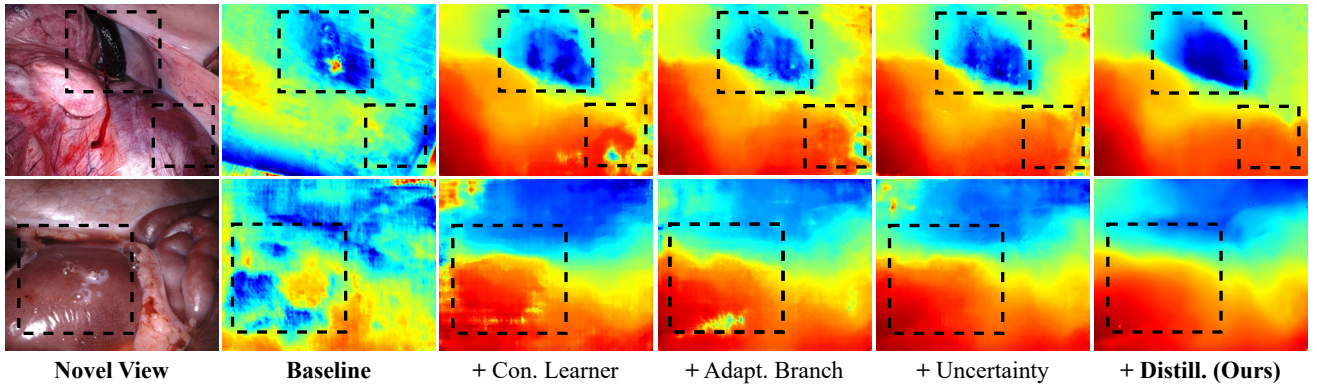 Novel View Baseline + Con. Learner + Adapt. Branch + Uncertainty + Distill. (Ours)